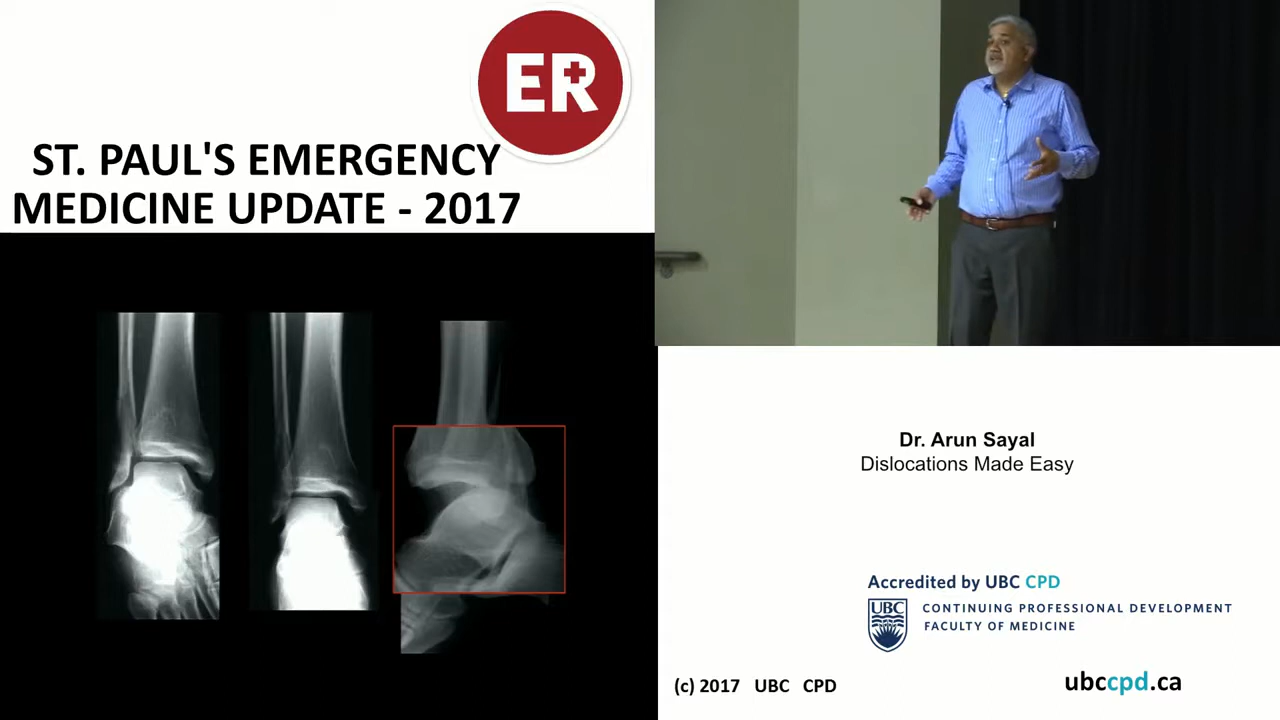 ER
ST. PAUL'S EMERGENCY
MEDICINE UPDATE - 2017
Dr. Arun Sayal
Dislocations Made Easy
Accredited by UBC CPD
UBC
CONTINUING PROFESSIONAL DEVELOPMENT
FACULTY OF MEDICINE
(c) 2017 UBC CPD
ubccpd.ca